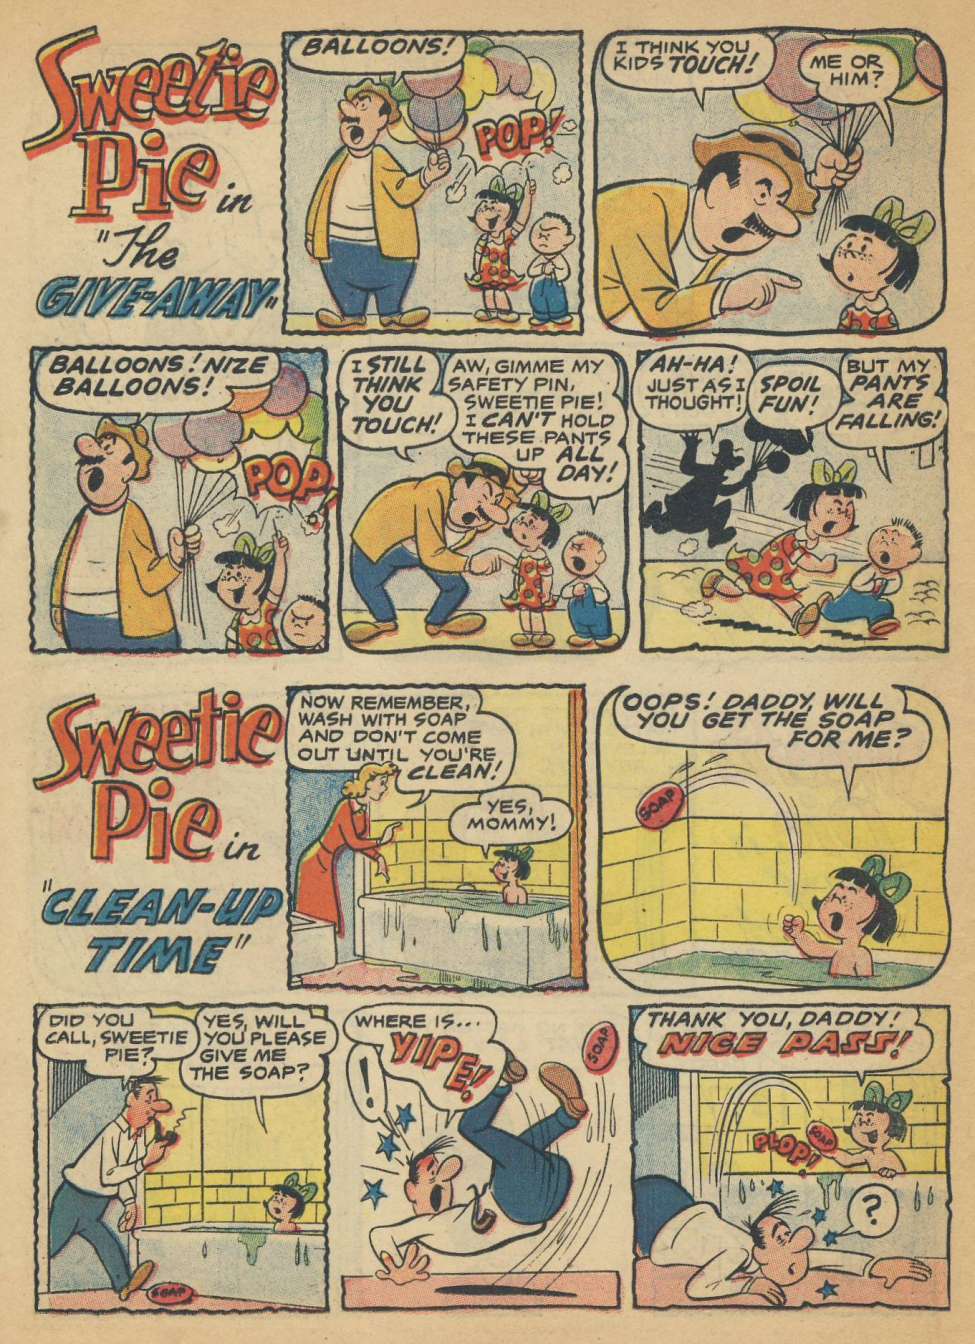 Sweetie
Pie in
"The
GIVE-AWAY"
BALLOONS!
POP!
I THINK YOU
KIDS TOUCH!
ME OR
HIM?
BALLOONS! NIZE
BALLOONS!
POP!
I STILL
THINK
YOU
TOUCH!
AW, GIMME MY
SAFETY PIN,
SWEETIE PIE!
I CAN'T HOLD
THESE PANTS
UP ALL
DAY!
AH-HA!
JUST AS I
THOUGHT!
SPOIL
FUN!
BUT MY
PANTS
ARE
FALLING!
Sweetie
Pie in
"CLEAN-UP
TIME"
NOW REMEMBER,
WASH WITH SOAP
AND DON'T COME
OUT UNTIL YOU'RE
CLEAN!
YES,
MOMMY!
OOPS! DADDY, WILL
YOU GET THE SOAP
FOR ME?
SOAP
DID YOU
CALL, SWEETIE
PIE?
YES, WILL
YOU PLEASE
GIVE ME
THE SOAP?
SOAP
WHERE IS...
YIPE!
!
SOAP
THANK YOU, DADDY!
NICE PASS!
PLOP!
SOAP
?